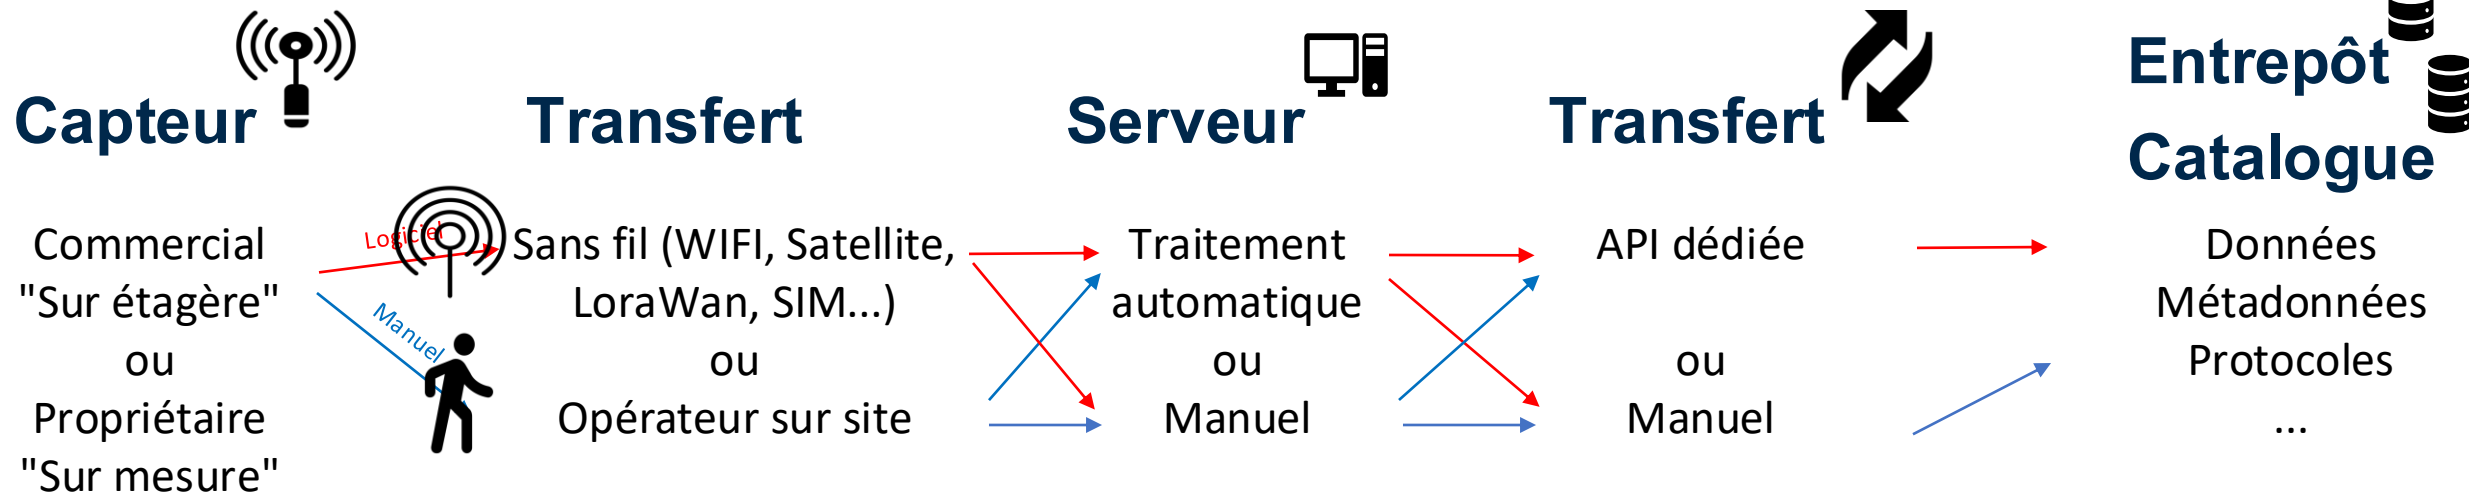 Capteur
Transfert
Serveur
Transfert
Entrepôt
Catalogue
Commercial
"Sur étagère"
ou
Propriétaire
"Sur mesure"
Logiciel
Manuel
Sans fil (WIFI, Satellite,
LoraWan, SIM...)
ou
Opérateur sur site
Traitement
automatique
ou
Manuel
API dédiée
ou
Manuel
Données
Métadonnées
Protocoles
...